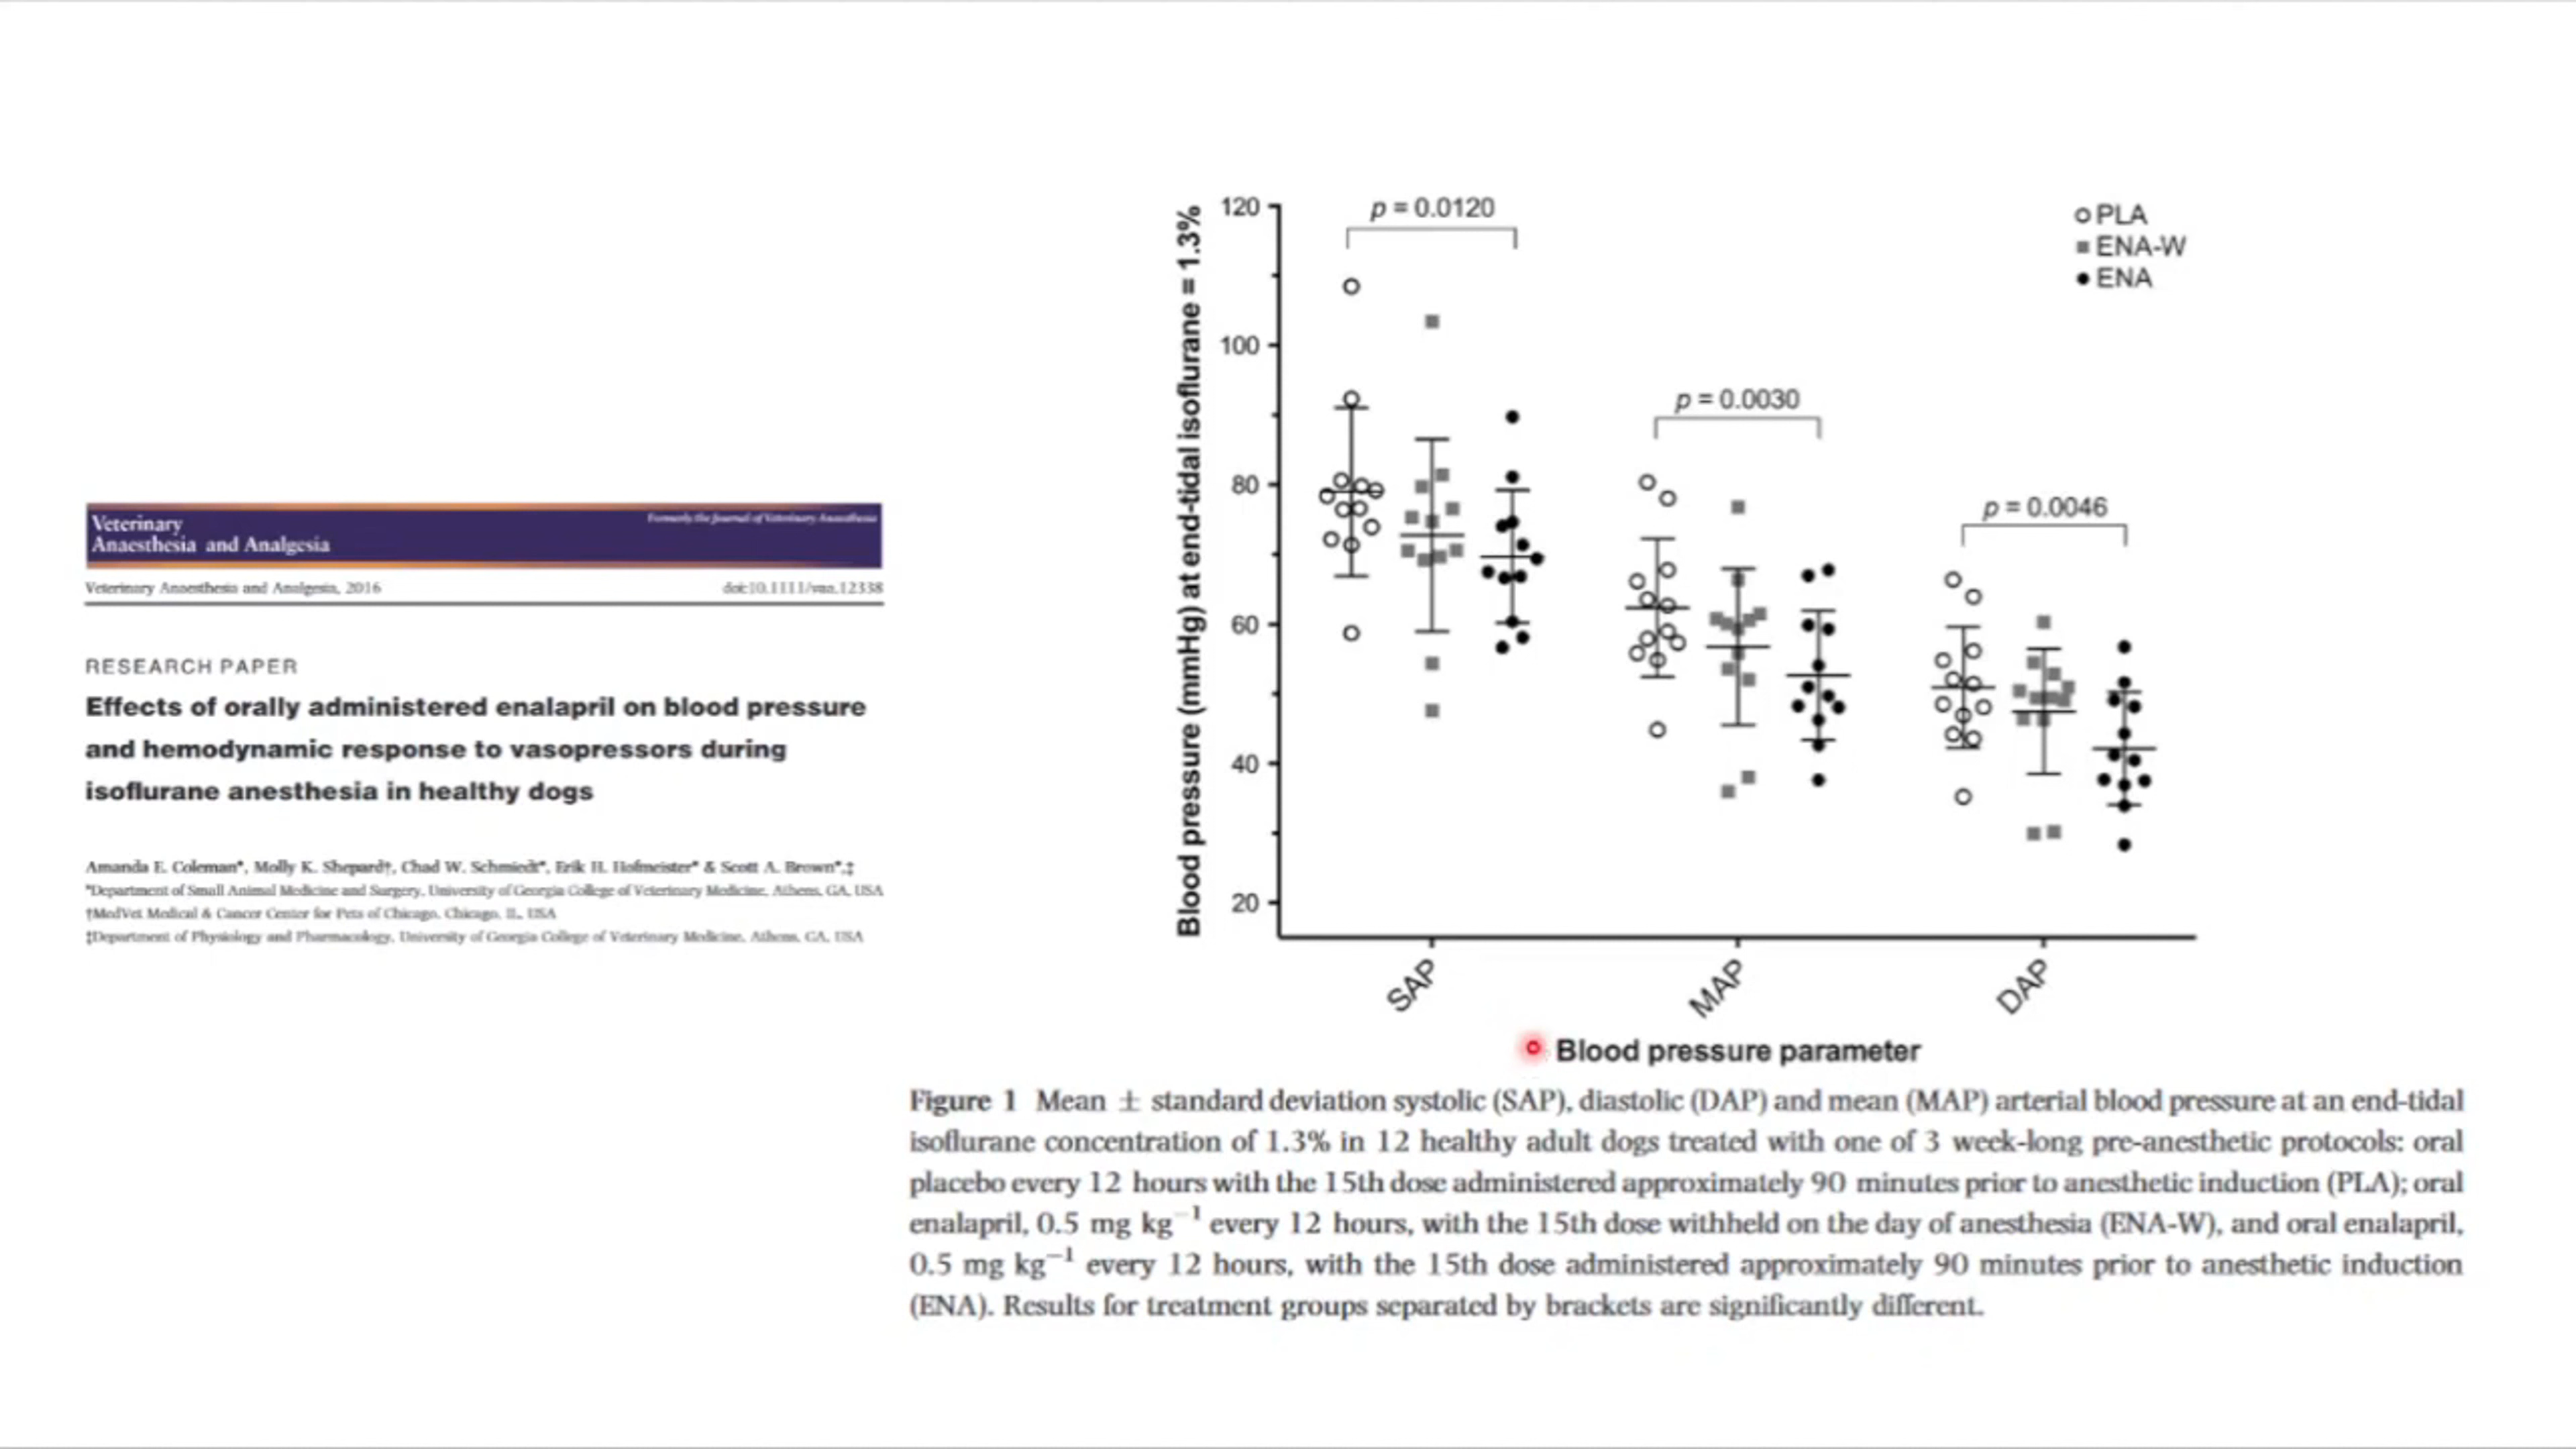 Veterinary
Anaesthesia and Analgesia
Formerly the Journal of Veterinary Anaesthesia
Veterinary Anaesthesia and Analgesia, 2016
doi:10.1111/vaa.12338
RESEARCH PAPER
Effects of orally administered enalapril on blood pressure
and hemodynamic response to vasopressors during
isoflurane anesthesia in healthy dogs
Amanda E. Coleman*, Molly K. Shepard†, Chad W. Schmiedt*, Erik H. Hofmeister* & Scott A. Brown*,‡
*Department of Small Animal Medicine and Surgery, University of Georgia College of Veterinary Medicine, Athens, GA, USA
†MedVet Medical & Cancer Center for Pets of Chicago, Chicago, IL, USA
‡Department of Physiology and Pharmacology, University of Georgia College of Veterinary Medicine, Athens, GA, USA
Blood pressure (mmHg) at end-tidal isoflurane = 1.3%
120
100
80
60
40
20
p = 0.0120
p = 0.0030
p = 0.0046
PLA
ENA-W
ENA
SAP
MAP
DAP
Blood pressure parameter
Figure 1 Mean ± standard deviation systolic (SAP), diastolic (DAP) and mean (MAP) arterial blood pressure at an end-tidal
isoflurane concentration of 1.3% in 12 healthy adult dogs treated with one of 3 week-long pre-anesthetic protocols: oral
placebo every 12 hours with the 15th dose administered approximately 90 minutes prior to anesthetic induction (PLA); oral
enalapril, 0.5 mg kg⁻¹ every 12 hours, with the 15th dose withheld on the day of anesthesia (ENA-W), and oral enalapril,
0.5 mg kg⁻¹ every 12 hours, with the 15th dose administered approximately 90 minutes prior to anesthetic induction
(ENA). Results for treatment groups separated by brackets are significantly different.